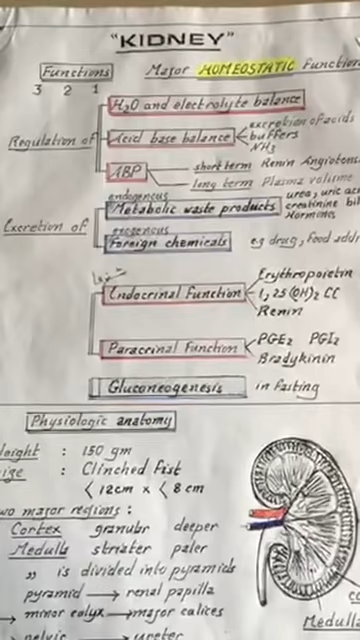 "KIDNEY"
Functions Major HOMEOSTATIC Function
3 2 1
H₂O and electrolyte balance
Regulation of Acid base balance excretion of acids
buffers
NH₃
ABP short term Renin Angiotens
long term Plasma volume
endogenous urea, uric ac
Metabolic waste products creatinine bil
Hormones
Excretion of exogenous
Foreign chemicals eg drug, food addi
Endocrinal Function Erythropoietin
1,25(OH)₂ CC
Renin
Paracrinal Function PGE₂ PGI₂
Bradykinin
Gluconeogenesis in fasting
Physiologic anatomy
Weight : 150 gm
size : Clinched fist
< 12cm x < 8 cm
wo major regions :
Cortex granular deeper
Medulla striater paler
" is divided into pyramids
pyramid → renal papilla
→ minor calyx → major calices
pelvic → ureter
co
Medulla